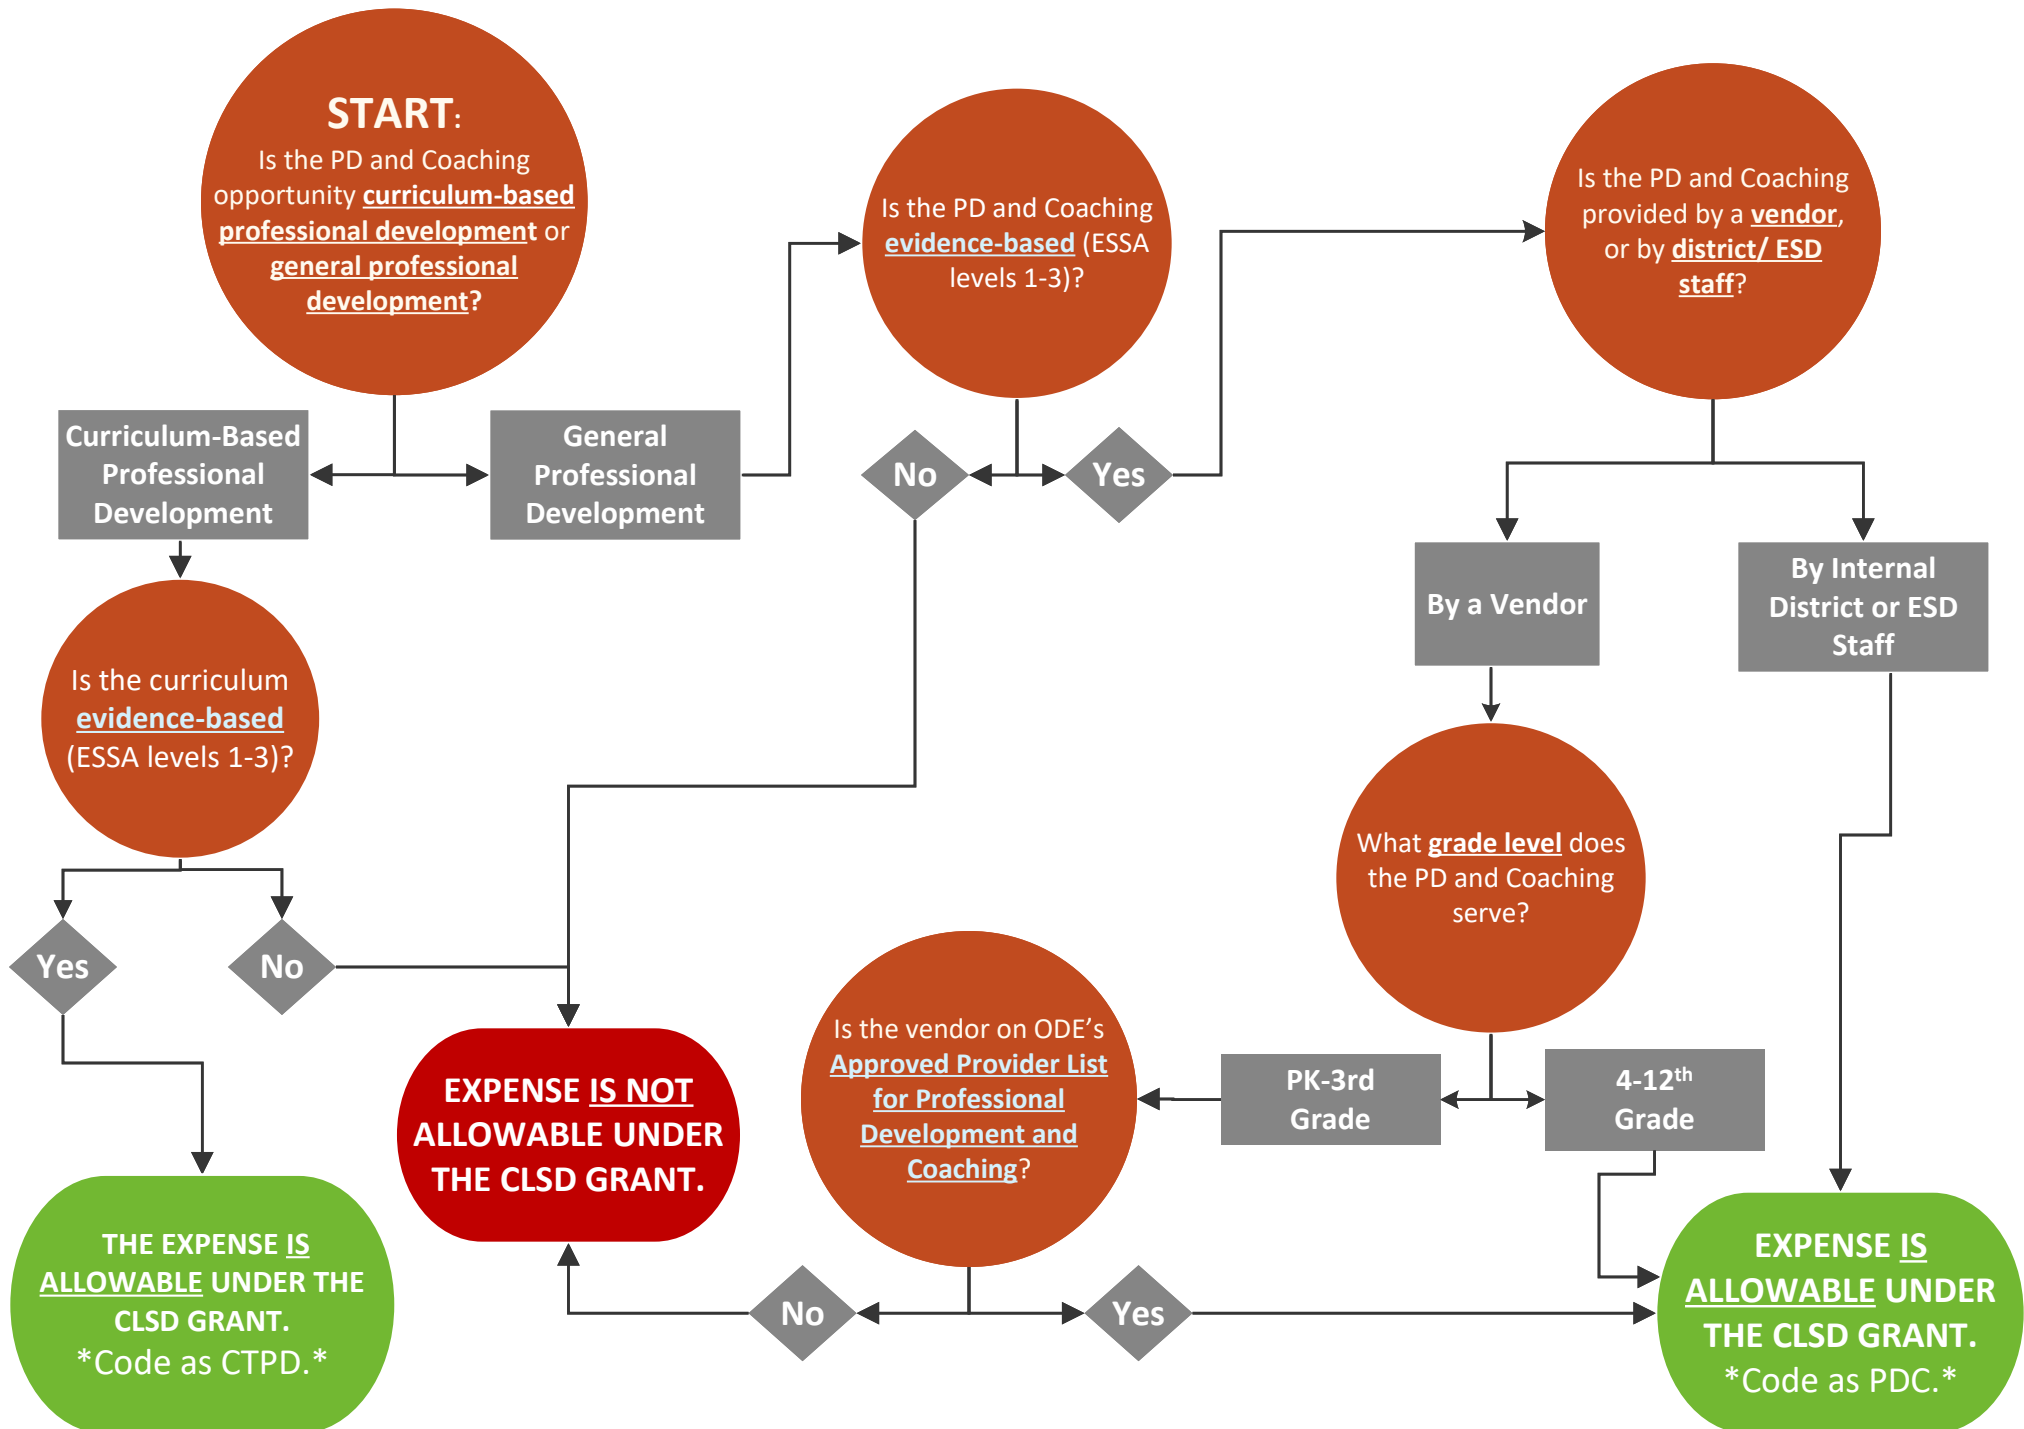 START:
Is the PD and Coaching
opportunity curriculum-based
professional development or
general professional
development?
Curriculum-Based
Professional
Development
General
Professional
Development
Is the curriculum
evidence-based
(ESSA levels 1-3)?
Yes
No
THE EXPENSE IS
ALLOWABLE UNDER THE
CLSD GRANT.
*Code as CTPD.*
EXPENSE IS NOT
ALLOWABLE UNDER
THE CLSD GRANT.
Is the PD and Coaching
evidence-based (ESSA
levels 1-3)?
No
Yes
Is the PD and Coaching
provided by a vendor,
or by district/ ESD
staff?
By a Vendor
By Internal
District or ESD
Staff
What grade level does
the PD and Coaching
serve?
PK-3rd
Grade
4-12th
Grade
Is the vendor on ODE’s
Approved Provider List
for Professional
Development and
Coaching?
No
Yes
EXPENSE IS
ALLOWABLE UNDER
THE CLSD GRANT.
*Code as PDC.*